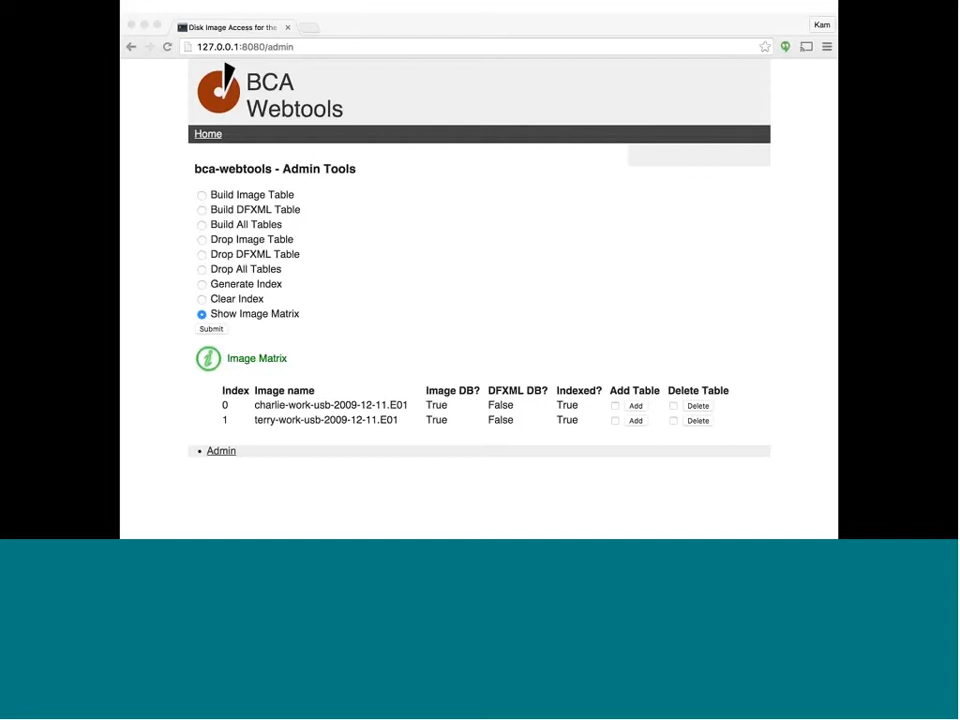 Disk Image Access for the
Kam
127.0.0.1:8080/admin
BCA
Webtools
Home
bca-webtools - Admin Tools
Build Image Table
Build DFXML Table
Build All Tables
Drop Image Table
Drop DFXML Table
Drop All Tables
Generate Index
Clear Index
Show Image Matrix
Submit
Image Matrix
Index Image name Image DB? DFXML DB? Indexed? Add Table Delete Table
0 charlie-work-usb-2009-12-11.E01 True False True Add Delete
1 terry-work-usb-2009-12-11.E01 True False True Add Delete
• Admin